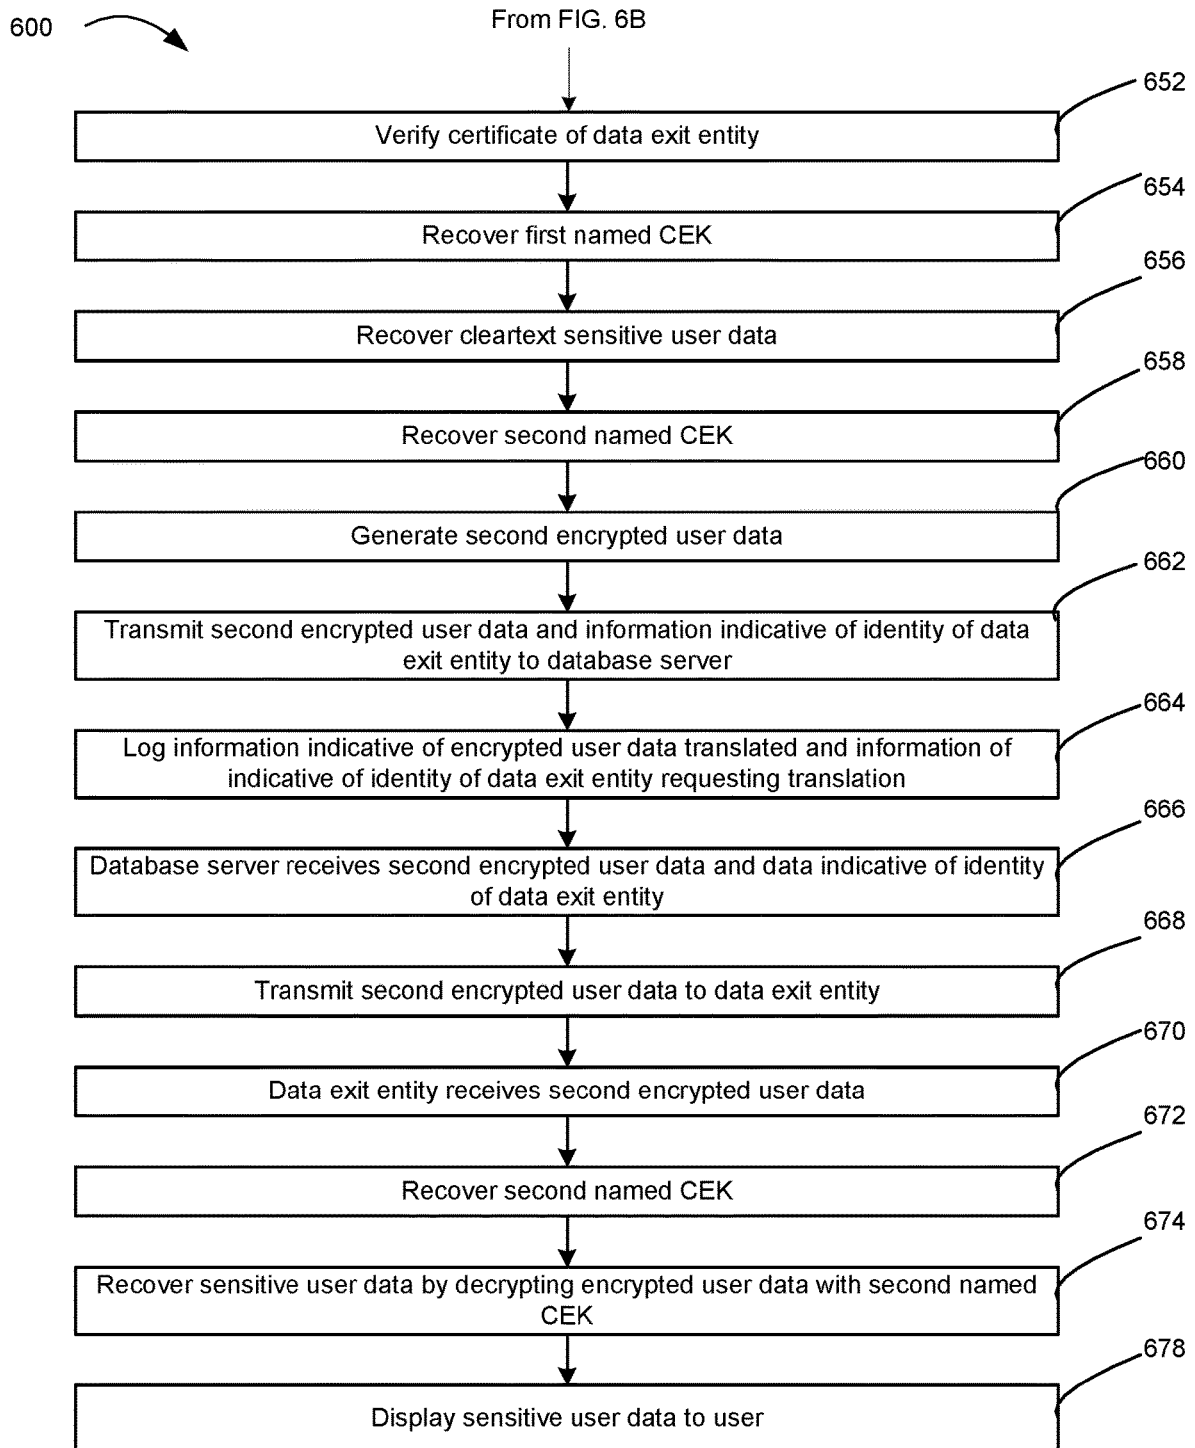 600
From FIG. 6B
652
Verify certificate of data exit entity
654
Recover first named CEK
656
Recover cleartext sensitive user data
658
Recover second named CEK
660
Generate second encrypted user data
662
Transmit second encrypted user data and information indicative of identity of data
exit entity to database server
664
Log information indicative of encrypted user data translated and information of
indicative of identity of data exit entity requesting translation
666
Database server receives second encrypted user data and data indicative of identity
of data exit entity
668
Transmit second encrypted user data to data exit entity
670
Data exit entity receives second encrypted user data
672
Recover second named CEK
674
Recover sensitive user data by decrypting encrypted user data with second named
CEK
678
Display sensitive user data to user